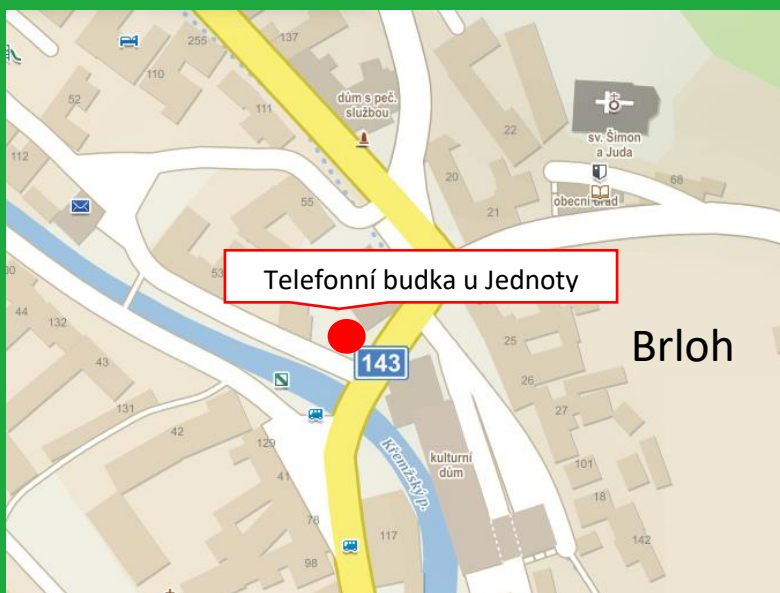 255
137
110
52
111
dům s peč.
službou
22
sv. Šimon
a Juda
112
20
68
21
obecní úřad
55
53
Telefonní budka u Jednoty
Brloh
143
44
132
43
25
26
27
131
42
129
41
kulturní
dům
Křemžský p.
101
18
76
117
142
98